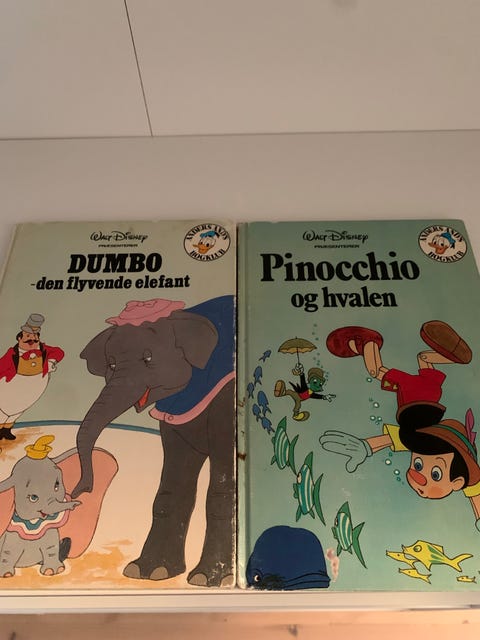 Walt Disney
PRÆSENTERER
ANDERS AND'S
BOGKLUB
DUMBO
-den flyvende elefant
Walt Disney
PRÆSENTERER
ANDERS AND'S
BOGKLUB
Pinocchio
og hvalen